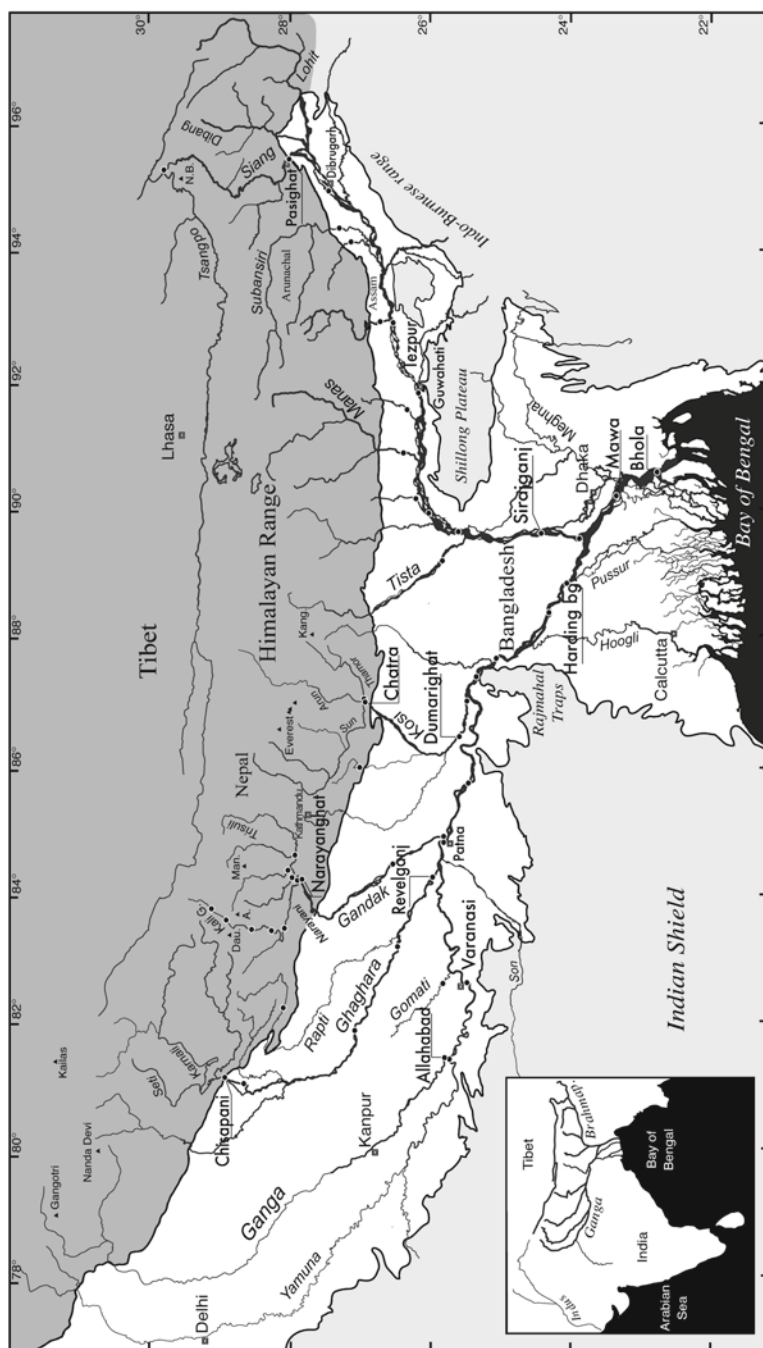 30°
28°
26°
24°
22°
78°
80°
82°
84°
86°
88°
90°
92°
94°
96°
Tibet
Himalayan Range
Nepal
Lhasa
Tsangpo
N.B.
Siang
Dibang
Lohit
Pasighat
Dibrugarh
Subansiri
Arunachal
Assam
Indo-Burmese range
Manas
Tezpur
Guwahati
Shillong Plateau
Meghna
Sirajganj
Dhaka
Mawa
Bhola
Bay of Bengal
Tista
Bangladesh
Harding bg
Pussur
Hoogli
Calcutta
Rajmahal
Traps
Kang.
Thamor
Arun
Everest
Sun
Chatra
Kosi
Dumarighat
Trisuli
Kathmandu
Man.
Narayanghat
Kali G.
A.
Dau.
Narayani
Gandak
Revelganj
Patna
Kailas
Karnali
Seti
Rapti
Ghaghara
Gomati
Varanasi
Allahabad
Son
Indian Shield
Nanda Devi
Gangotri
Chisapani
Kanpur
Ganga
Yamuna
Delhi
Tibet
Brahmap.
Ganga
Bay of
Bengal
India
Indus
Arabian
Sea